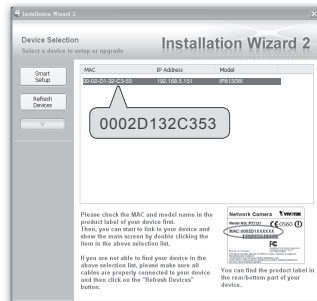 Installation Wizard 2
Device Selection
Select a device to setup or upgrade
Installation Wizard 2
Smart Setup
Refresh Devices
MAC IP Address Model
00-02-D1-32-C3-53 192.168.5.151 IP8130W
0002D132C353
Please check the MAC and model name in the
product label of your device first.
Then, you can start to link to your device and
show the main screen by double clicking the
item in the above selection list.
If you are not able to find your device in the
above selection list, please make sure all
cables are properly connected to your device
and then click on the "Refresh Devices"
button.
Network Camera VIVOTEK
Model NO: IP7131 CE 0560
MAC:0002D1XXXXXX
FC
You can find the product label in
the rear/bottom part of your
device.